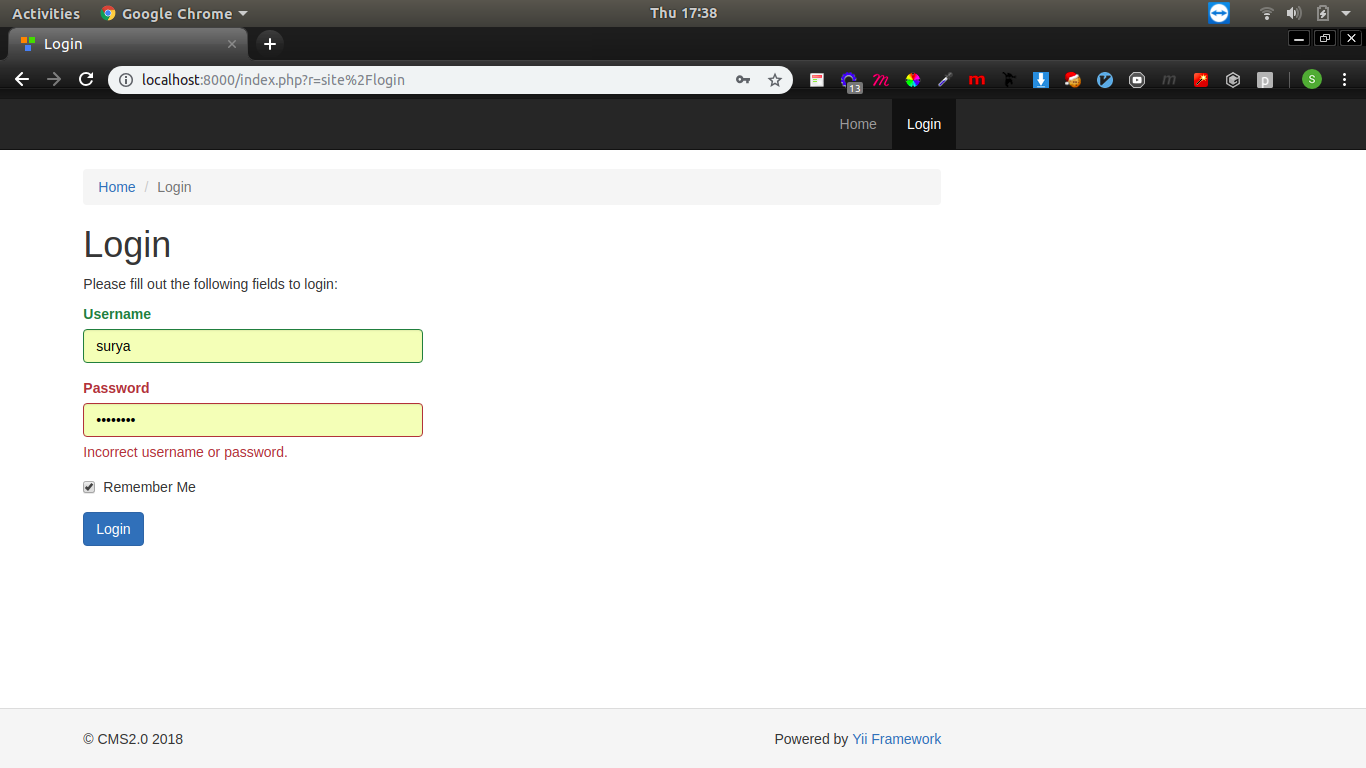 Activities Google Chrome Thu 17:38
Login
localhost:8000/index.php?r=site%2Flogin 13 m m p S
Home Login
Home / Login
Login
Please fill out the following fields to login:
Username
surya
Password
••••••••
Incorrect username or password.
Remember Me
Login
© CMS2.0 2018 Powered by Yii Framework